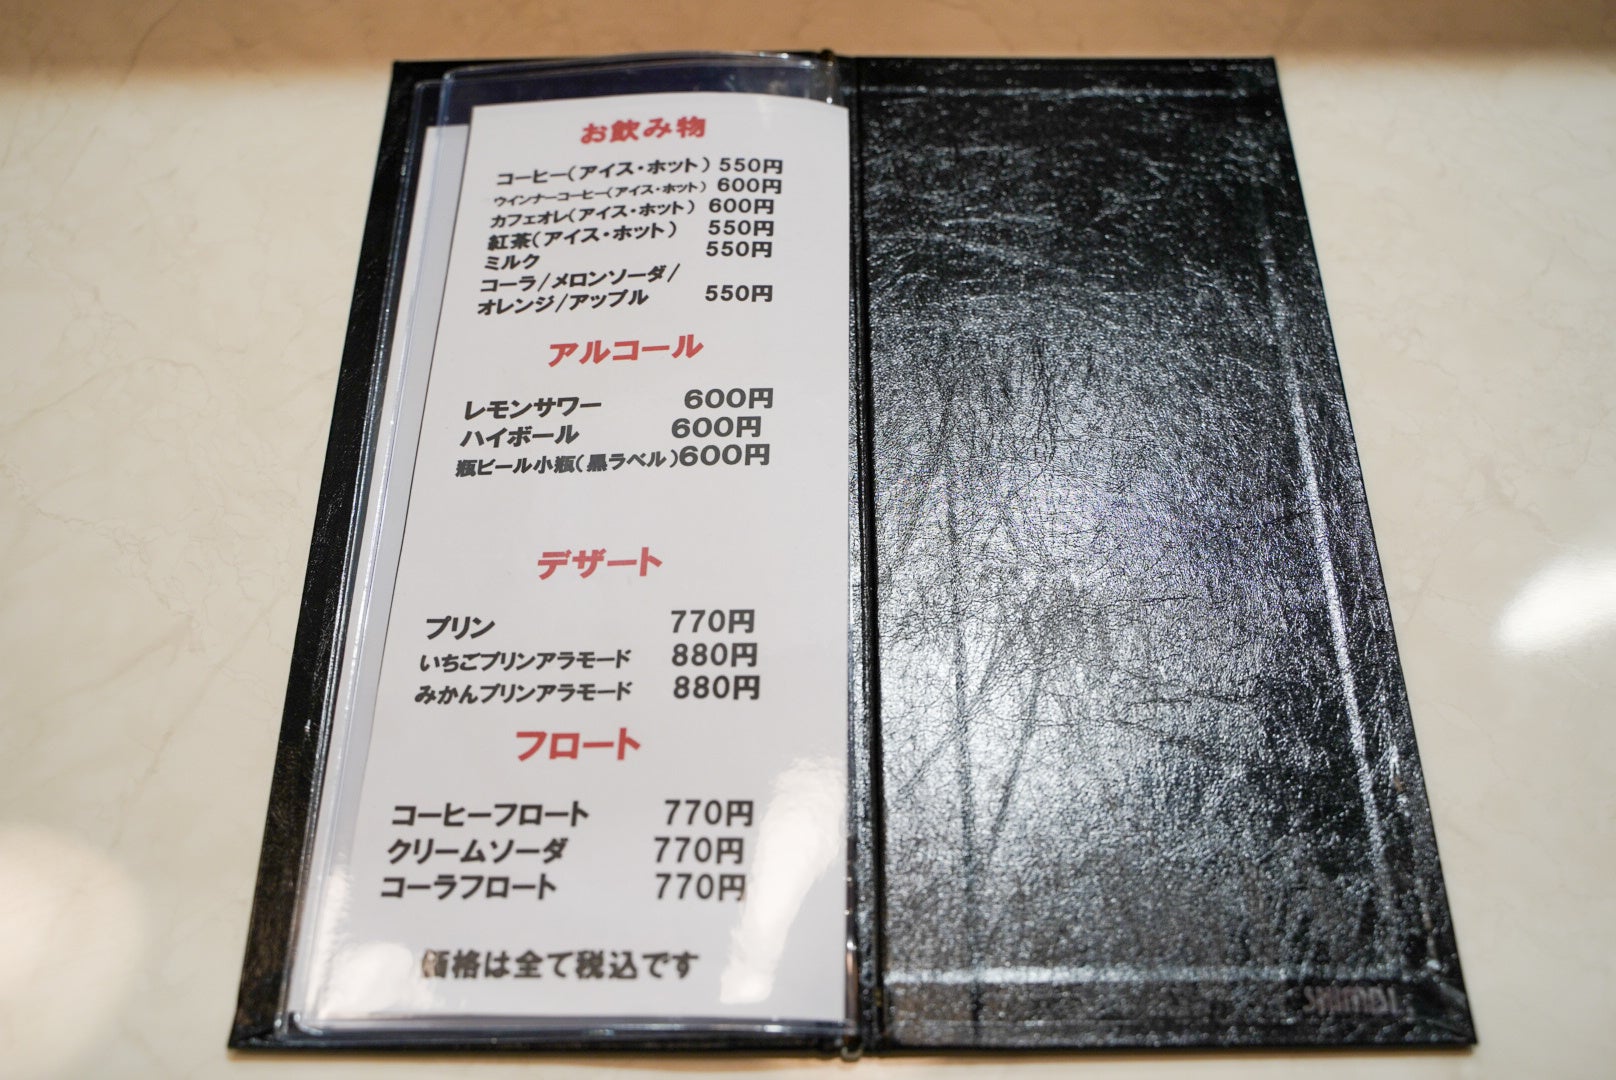 お飲み物
コーヒー(アイス・ホット) 550円
ウインナーコーヒー(アイス・ホット) 600円
カフェオレ(アイス・ホット) 600円
紅茶(アイス・ホット) 550円
ミルク 550円
コーラ/メロンソーダ/
オレンジ/アップル 550円
アルコール
レモンサワー 600円
ハイボール 600円
瓶ビール小瓶(黒ラベル)600円
デザート
プリン 770円
いちごプリンアラモード 880円
みかんプリンアラモード 880円
フロート
コーヒーフロート 770円
クリームソーダ 770円
コーラフロート 770円
価格は全て税込です
SHIMBI